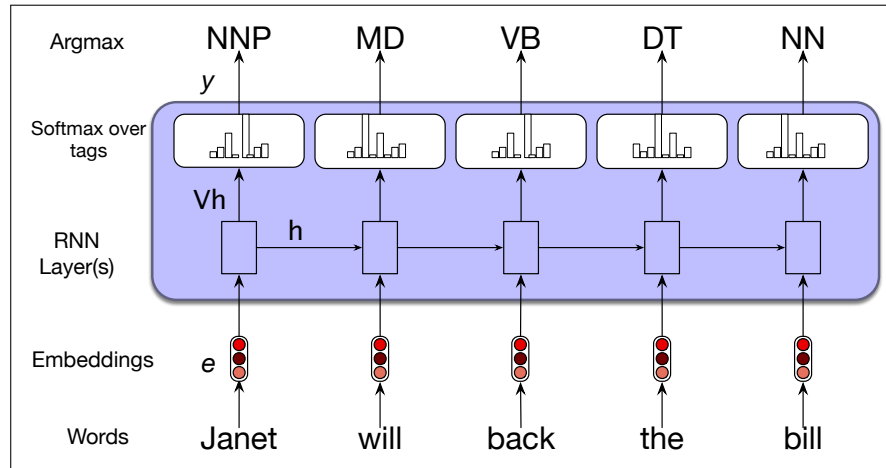 Argmax NNP MD VB DT NN
y
Softmax over
tags
Vh
h
RNN
Layer(s)
Embeddings e
Words Janet will back the bill